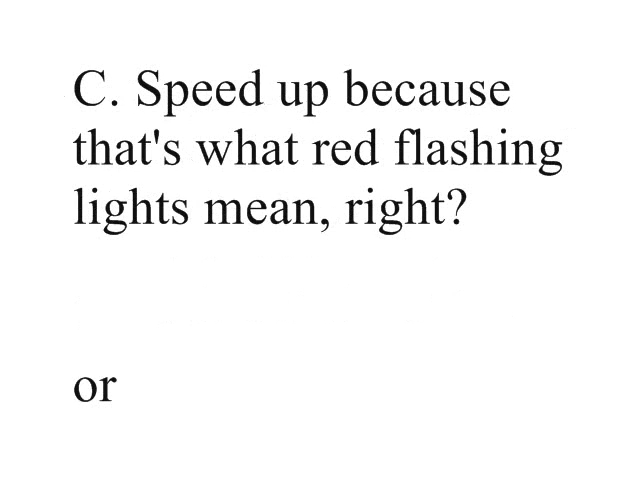 C. Speed up because
that's what red flashing
lights mean, right?
or